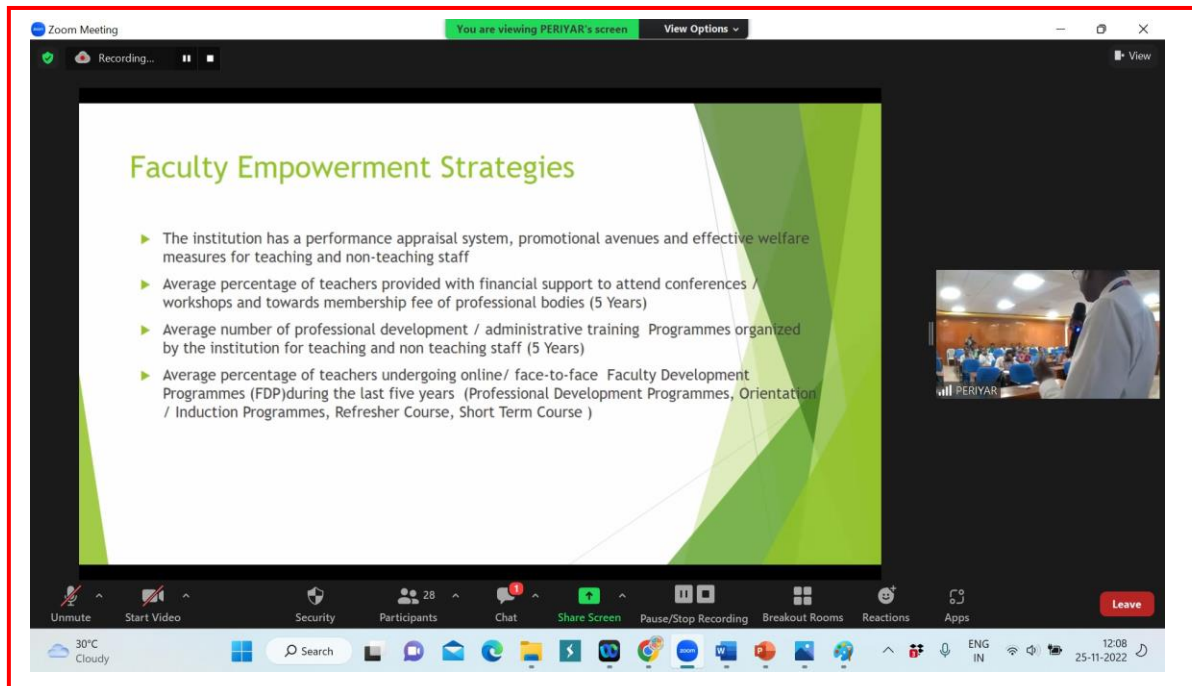 Zoom Meeting
You are viewing PERIYAR's screen
View Options
Recording...
View
Faculty Empowerment Strategies
The institution has a performance appraisal system, promotional avenues and effective welfare
measures for teaching and non-teaching staff
Average percentage of teachers provided with financial support to attend conferences /
workshops and towards membership fee of professional bodies (5 Years)
Average number of professional development / administrative training Programmes organized
by the institution for teaching and non teaching staff (5 Years)
Average percentage of teachers undergoing online/ face-to-face Faculty Development
Programmes (FDP)during the last five years (Professional Development Programmes, Orientation
/ Induction Programmes, Refresher Course, Short Term Course )
PERIYAR
28
1
Unmute
Start Video
Security
Participants
Chat
Share Screen
Pause/Stop Recording
Breakout Rooms
Reactions
Apps
Leave
30°C
Cloudy
Search
zoom
W
P
ENG
IN
12:08
25-11-2022